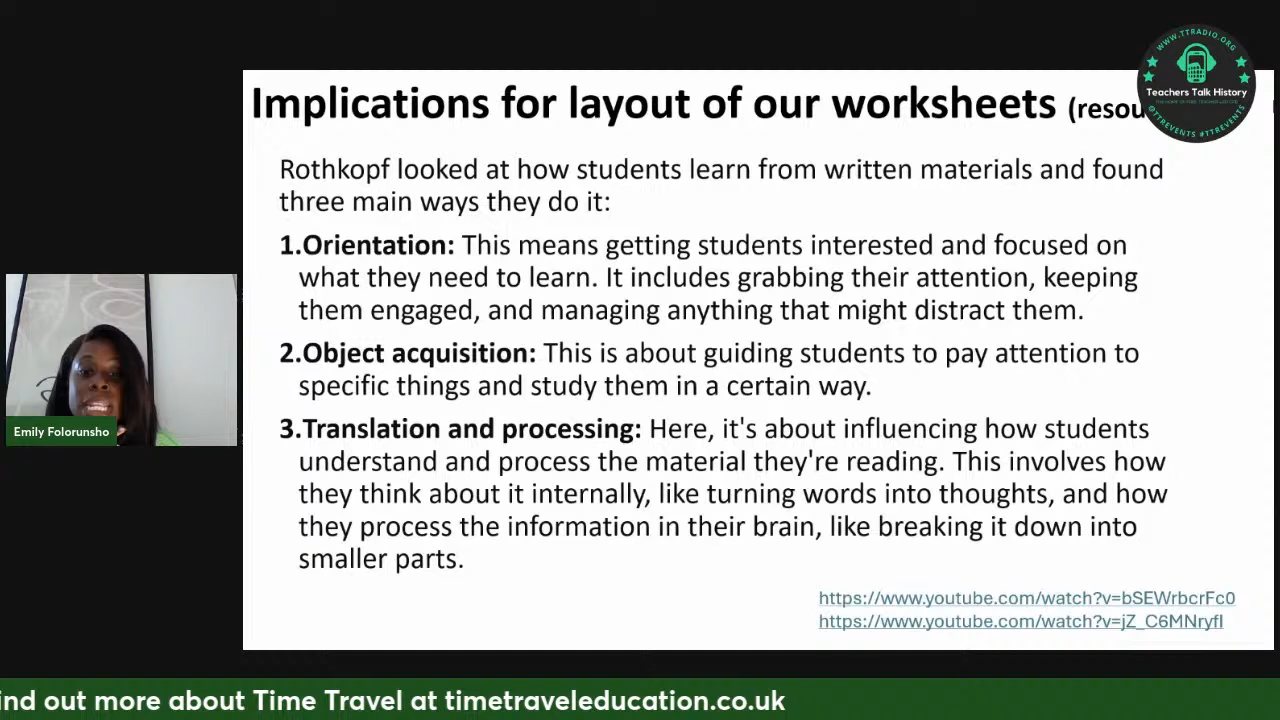 WWW.TTRADIO.ORG
Teachers Talk History
@TTREVENTS #TTREVENTS
Implications for layout of our worksheets (resou
Rothkopf looked at how students learn from written materials and found
three main ways they do it:
1.Orientation: This means getting students interested and focused on
what they need to learn. It includes grabbing their attention, keeping
them engaged, and managing anything that might distract them.
2.Object acquisition: This is about guiding students to pay attention to
specific things and study them in a certain way.
3.Translation and processing: Here, it's about influencing how students
understand and process the material they're reading. This involves how
they think about it internally, like turning words into thoughts, and how
they process the information in their brain, like breaking it down into
smaller parts.
Emily Folorunsho
https://www.youtube.com/watch?v=bSEWrbcrFc0
https://www.youtube.com/watch?v=jZ_C6MNryfI
ind out more about Time Travel at timetraveleducation.co.uk